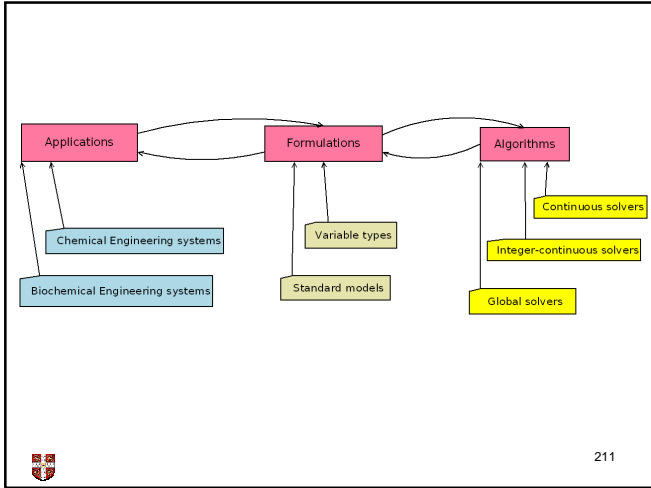 Applications
Formulations
Algorithms
Chemical Engineering systems
Biochemical Engineering systems
Variable types
Standard models
Continuous solvers
Integer-continuous solvers
Global solvers
211